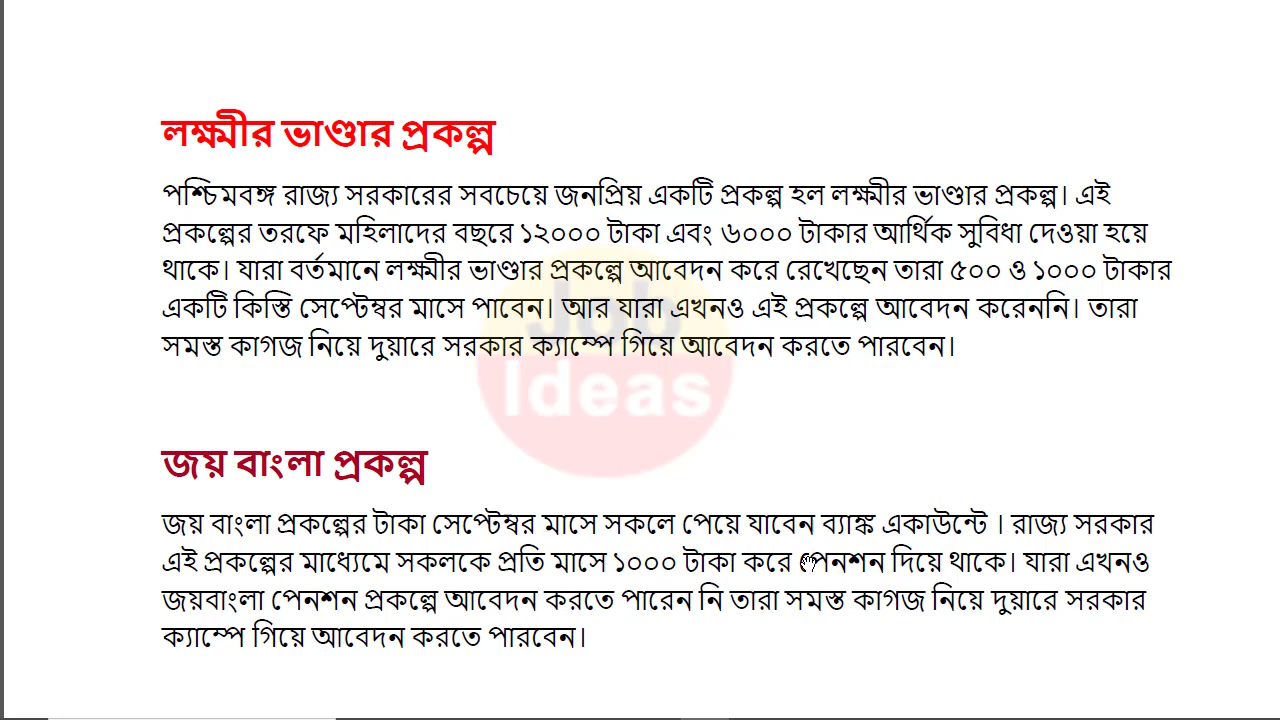 লক্ষ্মীর ভাণ্ডার প্রকল্প
পশ্চিমবঙ্গ রাজ্য সরকারের সবচেয়ে জনপ্রিয় একটি প্রকল্প হল লক্ষ্মীর ভাণ্ডার প্রকল্প। এই
প্রকল্পের তরফে মহিলাদের বছরে ১২০০০ টাকা এবং ৬০০০ টাকার আর্থিক সুবিধা দেওয়া হয়ে
থাকে। যারা বর্তমানে লক্ষ্মীর ভাণ্ডার প্রকল্পে আবেদন করে রেখেছেন তারা ৫০০ ও ১০০০ টাকার
একটি কিস্তি সেপ্টেম্বর মাসে পাবেন। আর যারা এখনও এই প্রকল্পে আবেদন করেননি। তারা
সমস্ত কাগজ নিয়ে দুয়ারে সরকার ক্যাম্পে গিয়ে আবেদন করতে পারবেন।
Job
Ideas
জয় বাংলা প্রকল্প
জয় বাংলা প্রকল্পের টাকা সেপ্টেম্বর মাসে সকলে পেয়ে যাবেন ব্যাঙ্ক একাউন্টে । রাজ্য সরকার
এই প্রকল্পের মাধ্যেমে সকলকে প্রতি মাসে ১০০০ টাকা করে পেনশন দিয়ে থাকে। যারা এখনও
জয়বাংলা পেনশন প্রকল্পে আবেদন করতে পারেন নি তারা সমস্ত কাগজ নিয়ে দুয়ারে সরকার
ক্যাম্পে গিয়ে আবেদন করতে পারবেন।